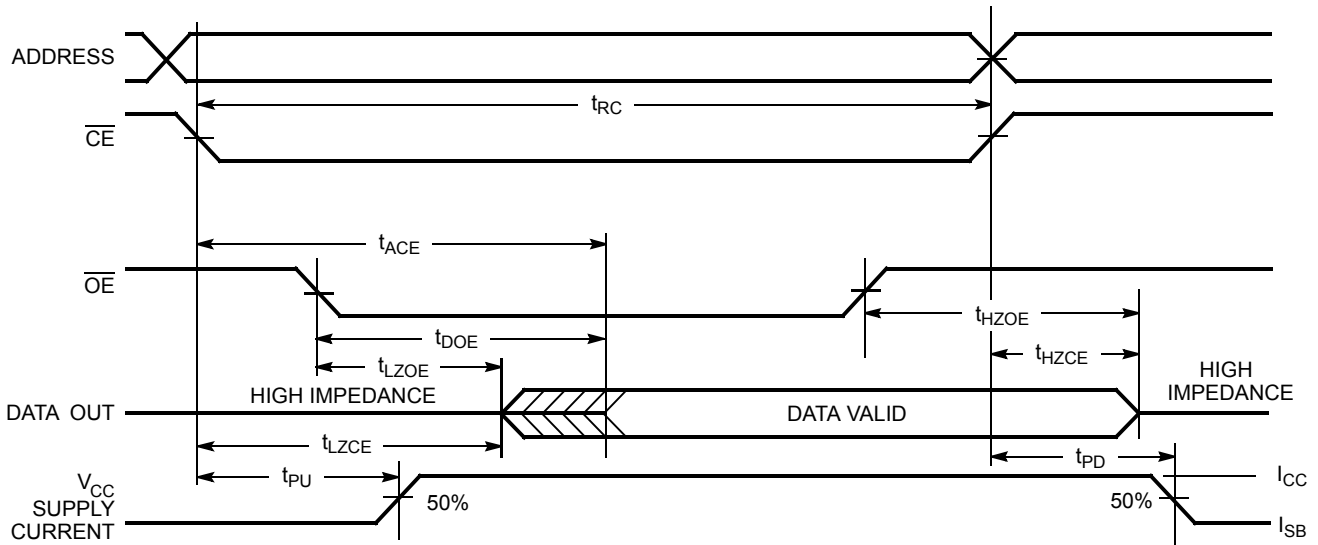 ADDRESS
tRC
CE
tACE
OE
tHZOE
tDOE
tHZCE
tLZOE
HIGH
IMPEDANCE
HIGH IMPEDANCE
DATA OUT
DATA VALID
tLZCE
tPD
tPU
VCC
SUPPLY
CURRENT
50%
50%
ICC
ISB